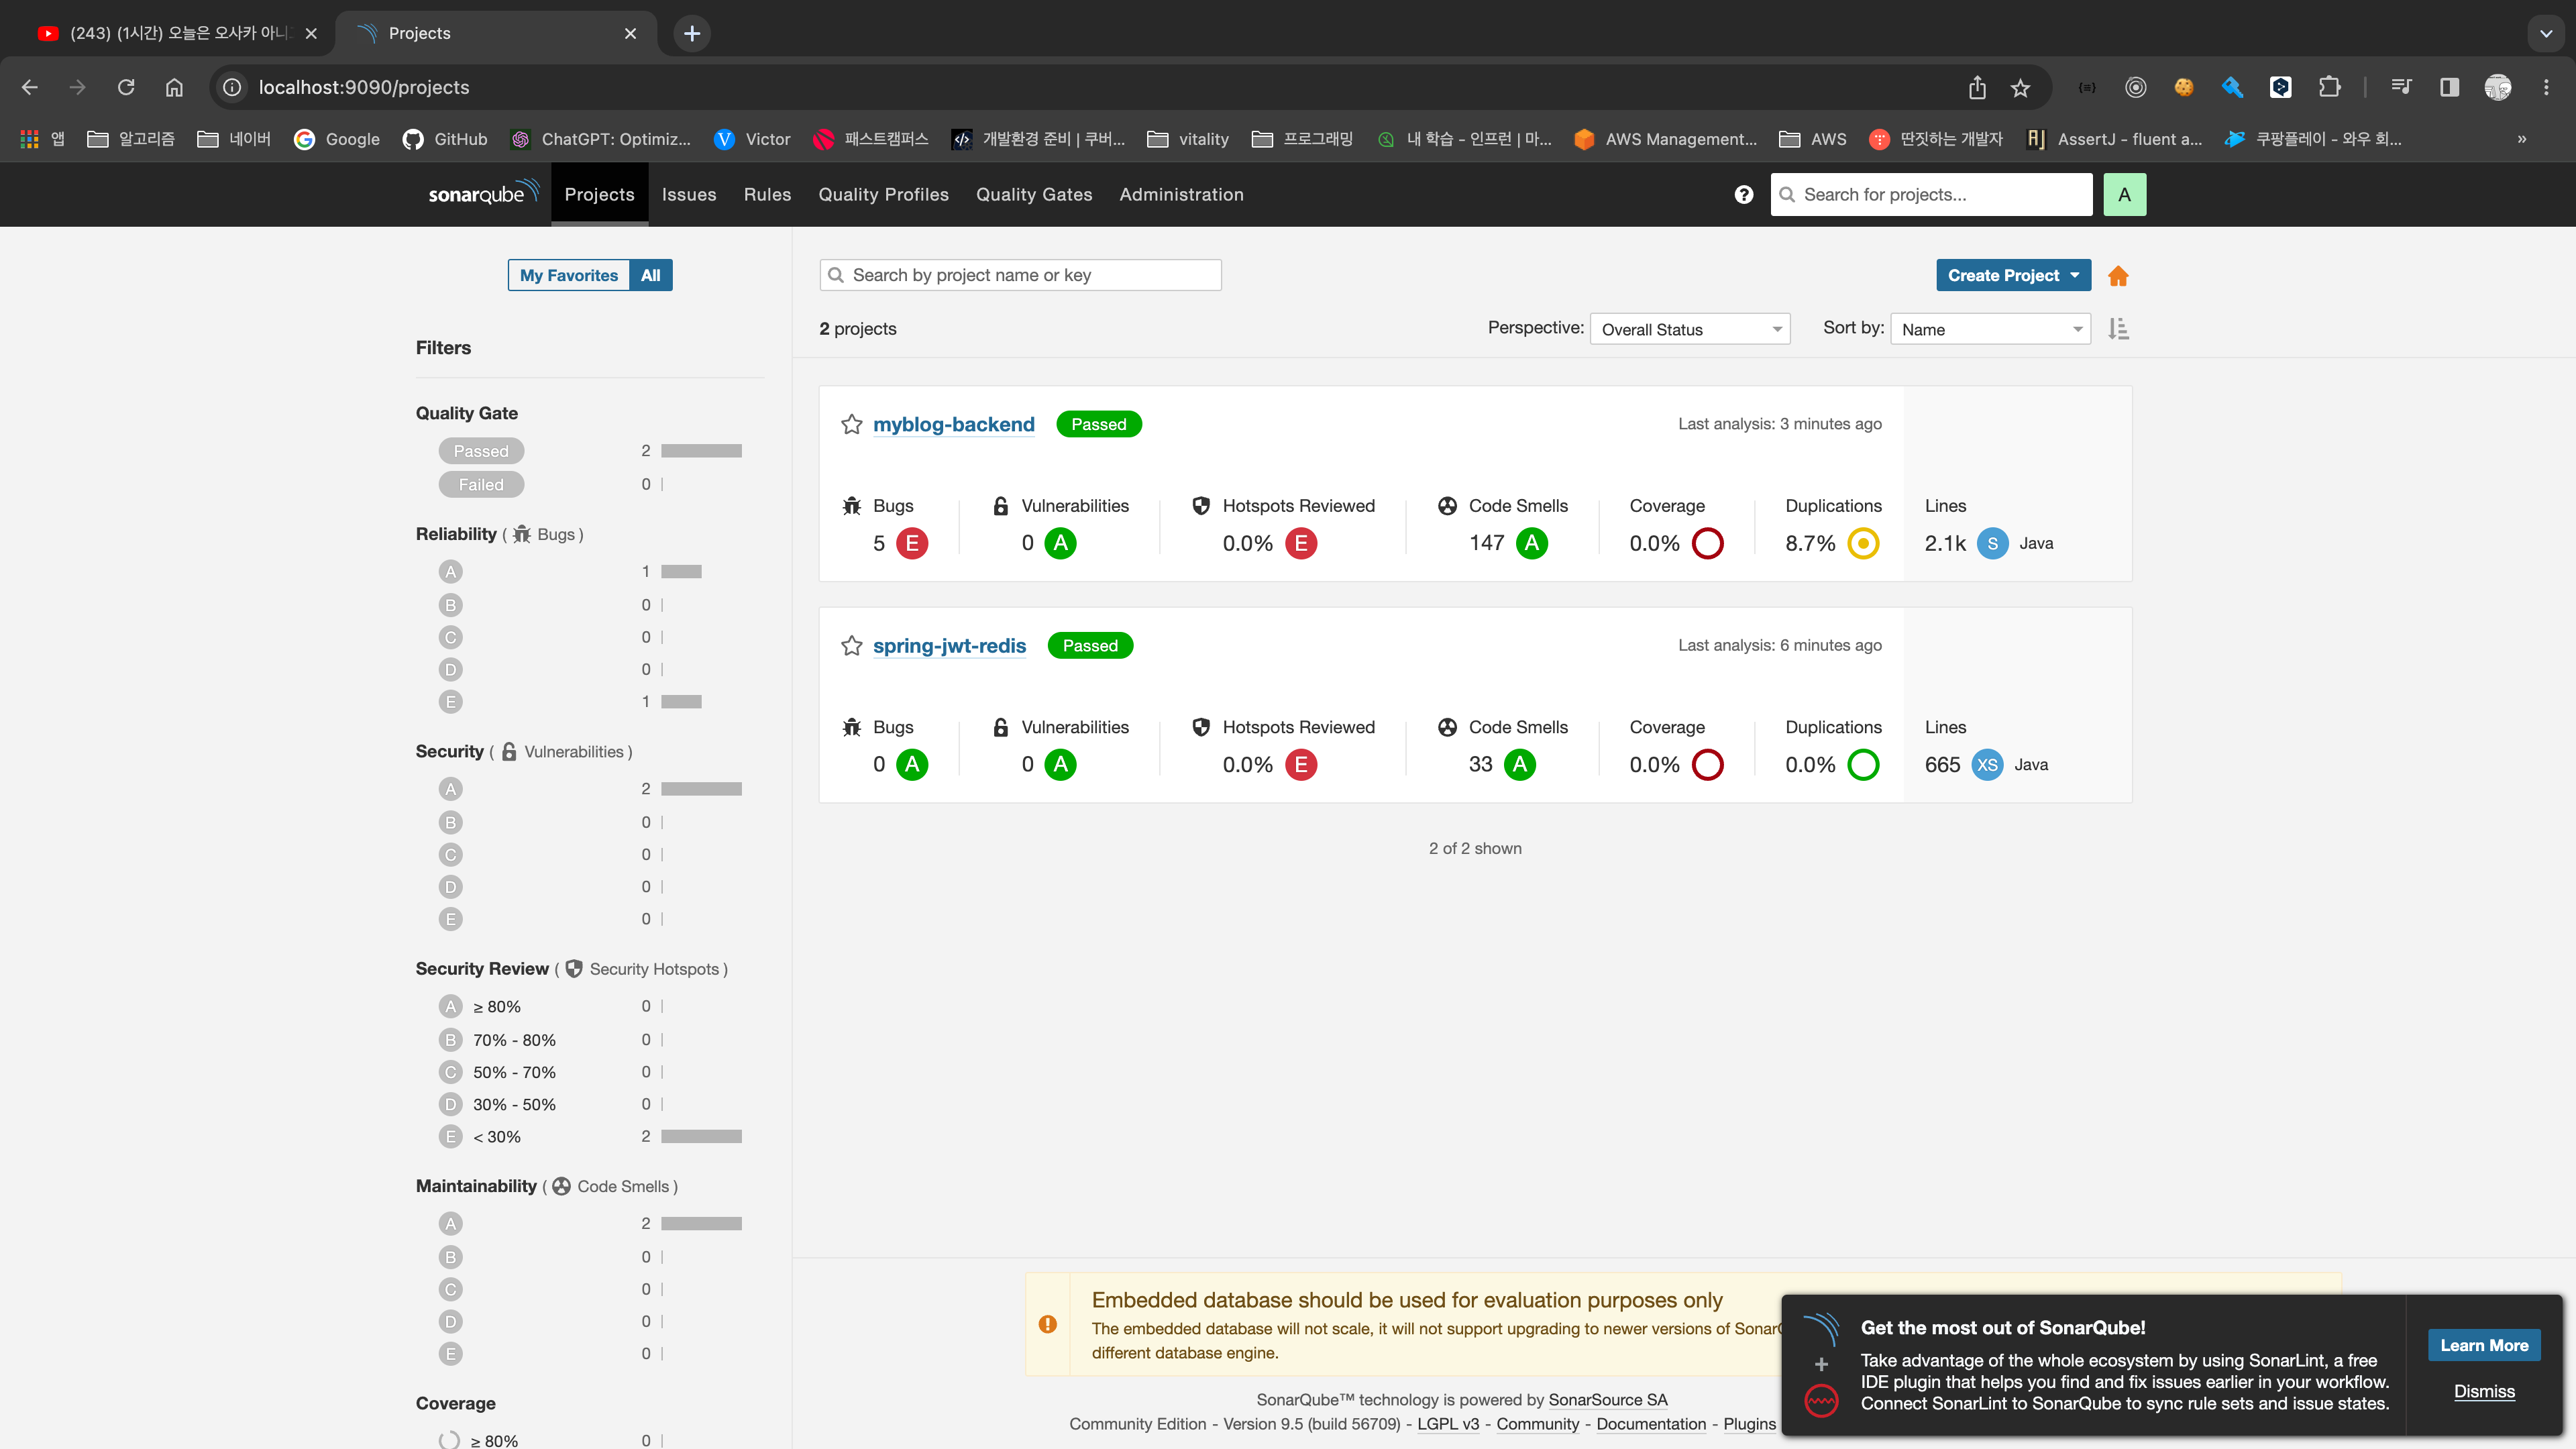 (243) (1시간) 오늘은 오사카 아니
Projects
localhost:9090/projects
앱 알고리즘 네이버 Google GitHub ChatGPT: Optimiz... Victor 패스트캠퍼스 개발환경 준비 | 쿠버... vitality 프로그래밍 내 학습 - 인프런 | 마... AWS Management... AWS 딴짓하는 개발자 AssertJ - fluent a... 쿠팡플레이 - 와우 회... »
sonarqube Projects Issues Rules Quality Profiles Quality Gates Administration Search for projects... A
My Favorites All
Search by project name or key
Create Project
2 projects
Perspective: Overall Status
Sort by: Name
Filters
Quality Gate
Passed 2
Failed 0
Reliability ( Bugs )
A 1
B 0
C 0
D 0
E 1
Security ( Vulnerabilities )
A 2
B 0
C 0
D 0
E 0
Security Review ( Security Hotspots )
A ≥ 80% 0
B 70% - 80% 0
C 50% - 70% 0
D 30% - 50% 0
E < 30% 2
Maintainability ( Code Smells )
A 2
B 0
C 0
D 0
E 0
Coverage
≥ 80% 0
myblog-backend Passed Last analysis: 3 minutes ago
Bugs Vulnerabilities Hotspots Reviewed Code Smells Coverage Duplications Lines
5 E 0 A 0.0% E 147 A 0.0% 8.7% 2.1k S Java
spring-jwt-redis Passed Last analysis: 6 minutes ago
Bugs Vulnerabilities Hotspots Reviewed Code Smells Coverage Duplications Lines
0 A 0 A 0.0% E 33 A 0.0% 0.0% 665 XS Java
2 of 2 shown
Embedded database should be used for evaluation purposes only
The embedded database will not scale, it will not support upgrading to newer versions of Sonar
different database engine.
SonarQube™ technology is powered by SonarSource SA
Community Edition - Version 9.5 (build 56709) - LGPL v3 - Community - Documentation - Plugins
Get the most out of SonarQube!
Take advantage of the whole ecosystem by using SonarLint, a free
IDE plugin that helps you find and fix issues earlier in your workflow.
Connect SonarLint to SonarQube to sync rule sets and issue states.
Learn More
Dismiss